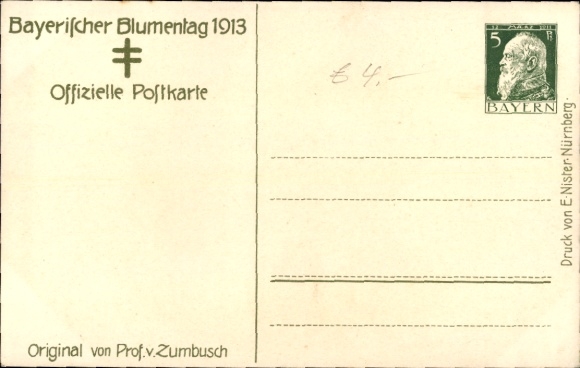 Bayerischer Blumentag 1913
Offizielle Postkarte
€ 4,-
5
BAYERN
Druck von E. Nister-Nürnberg.
Original von Prof. v. Zumbusch